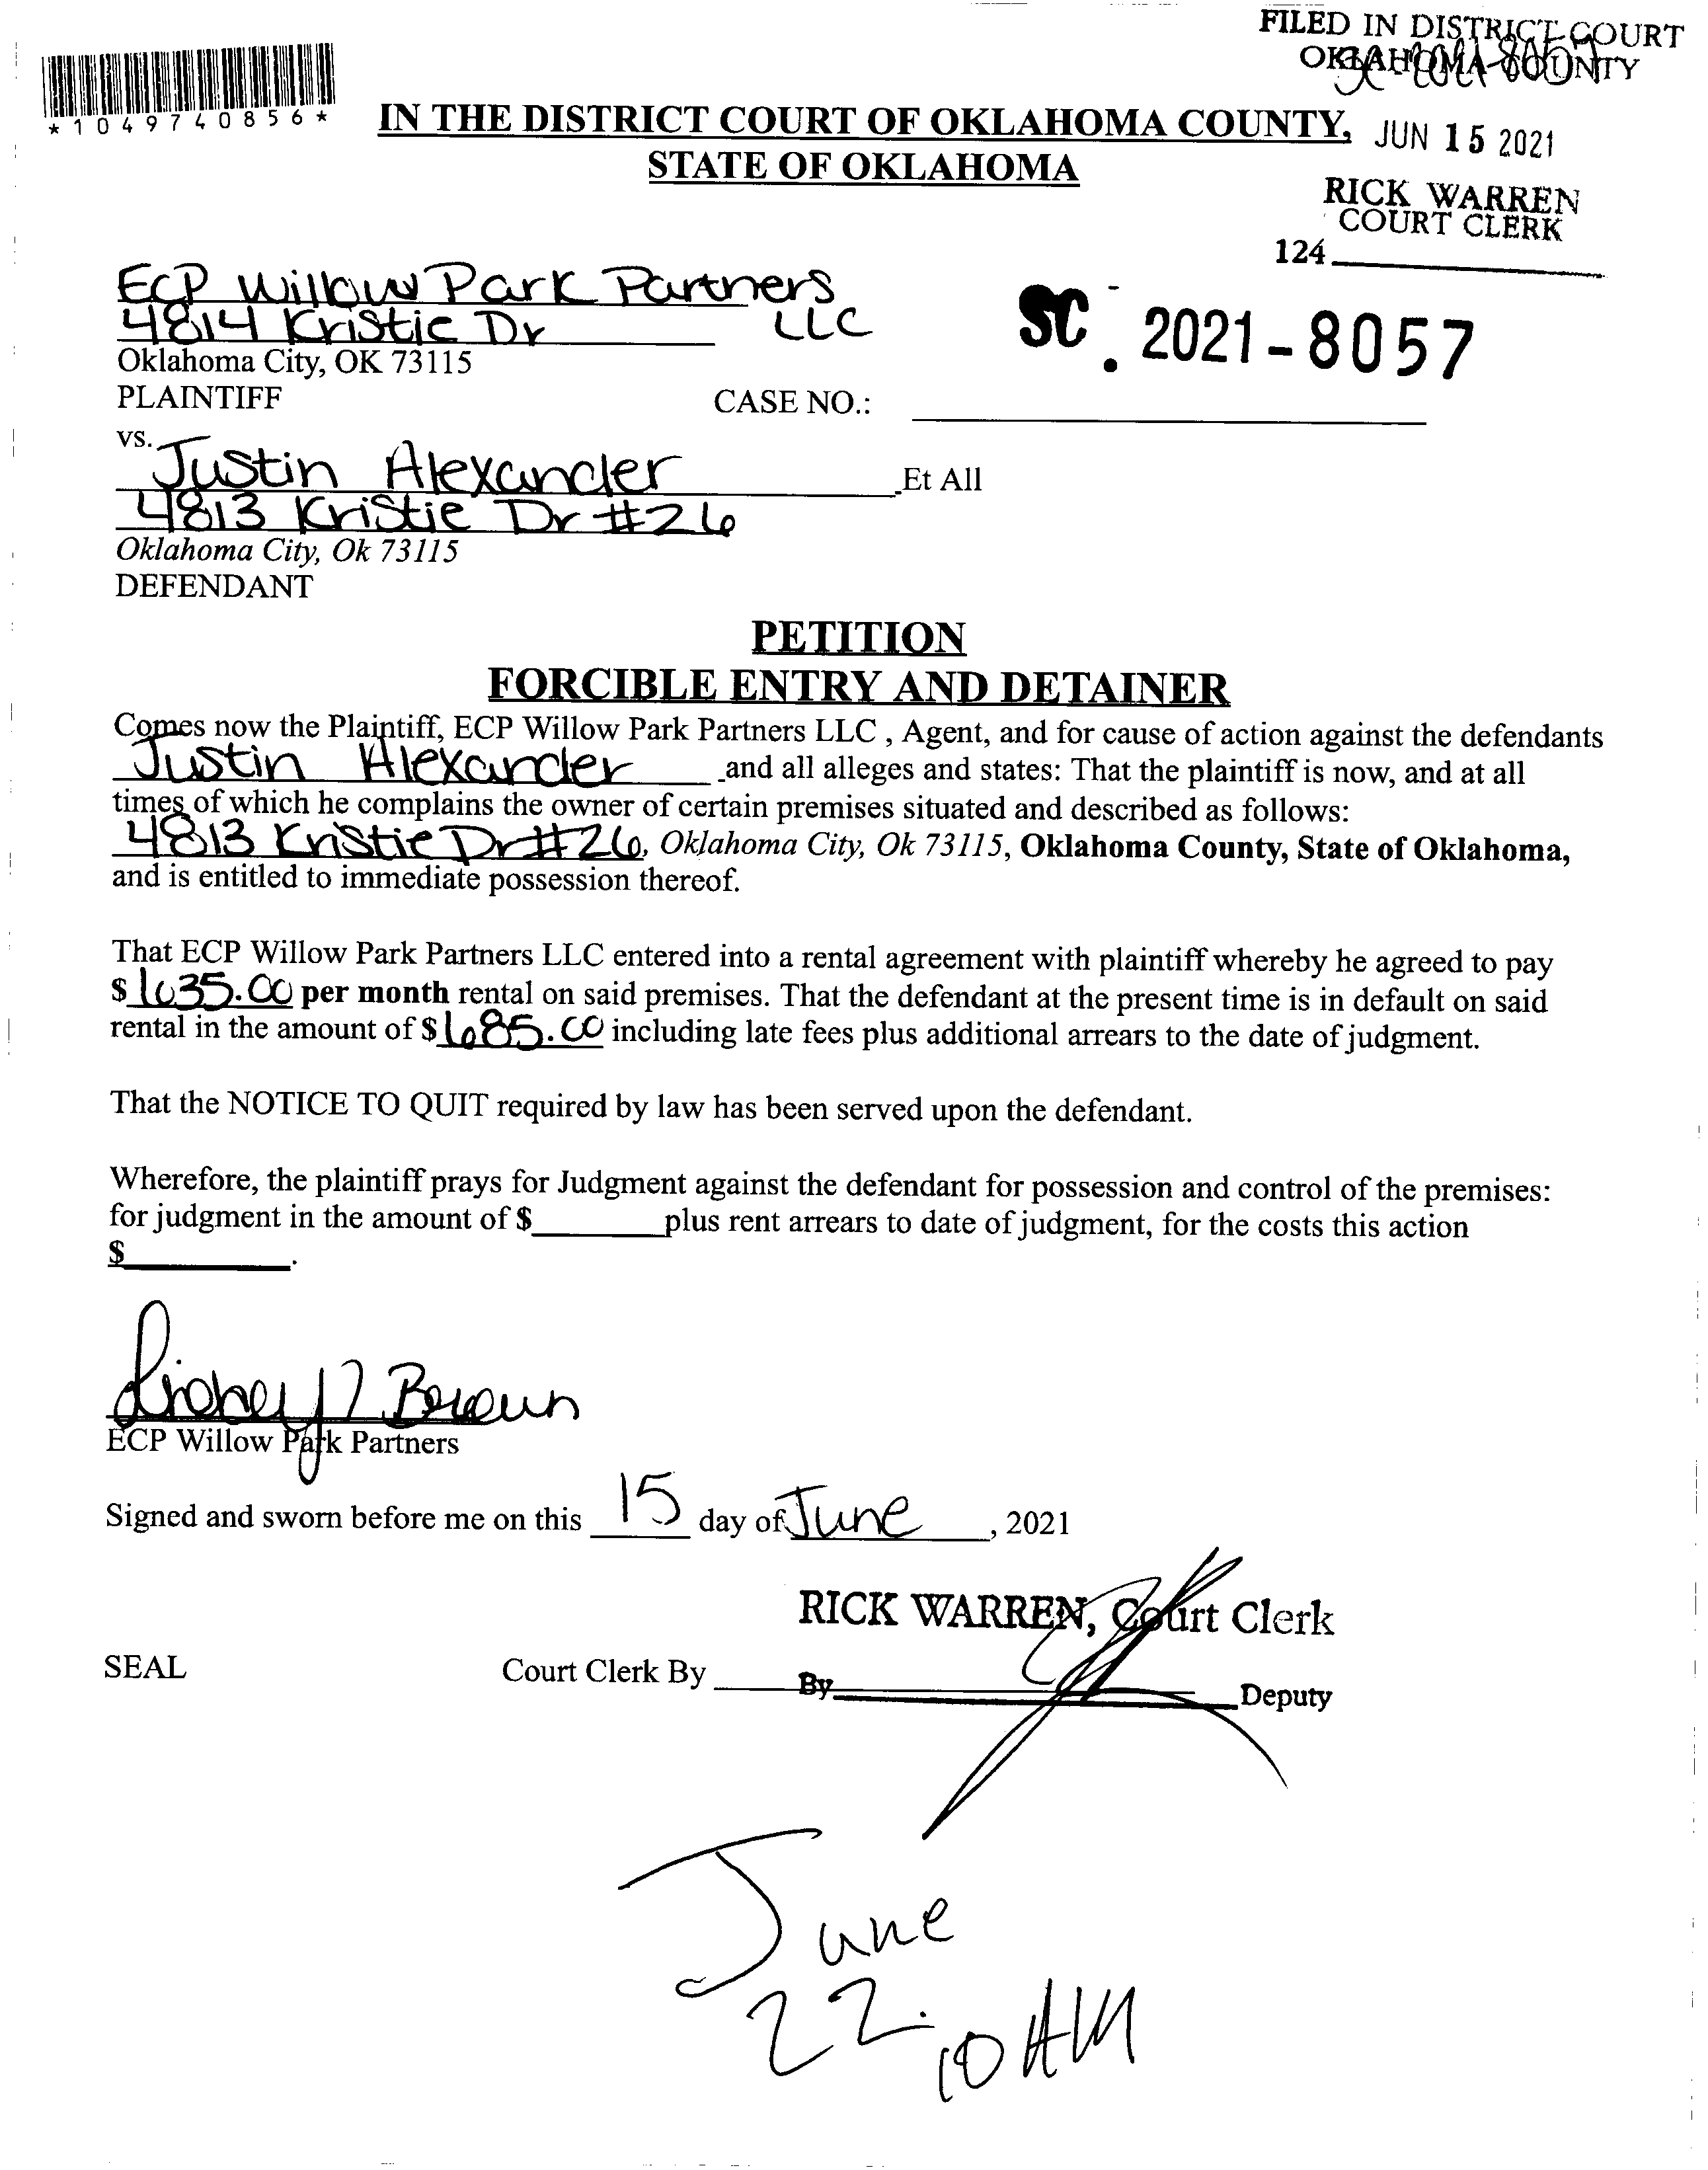 FILED IN DISTRICT COURT
OKLAHOMA COUNTY
SC-2021-8057
*1049740856*
IN THE DISTRICT COURT OF OKLAHOMA COUNTY,
STATE OF OKLAHOMA
JUN 15 2021
RICK WARREN
COURT CLERK
124
ECP Willow Park Partners
LLC
4814 Kristie Dr
Oklahoma City, OK 73115
PLAINTIFF
SC. 2021-8057
CASE NO.:
vs.
Justin Alexander Et All
4813 Kristie Dr #26
Oklahoma City, Ok 73115
DEFENDANT
PETITION
FORCIBLE ENTRY AND DETAINER
Comes now the Plaintiff, ECP Willow Park Partners LLC , Agent, and for cause of action against the defendants
Justin Alexander and all alleges and states: That the plaintiff is now, and at all
times of which he complains the owner of certain premises situated and described as follows:
4813 Kristie Dr #26, Oklahoma City, Ok 73115, Oklahoma County, State of Oklahoma,
and is entitled to immediate possession thereof.
That ECP Willow Park Partners LLC entered into a rental agreement with plaintiff whereby he agreed to pay
$ 635.00 per month rental on said premises. That the defendant at the present time is in default on said
rental in the amount of $ 685.00 including late fees plus additional arrears to the date of judgment.
That the NOTICE TO QUIT required by law has been served upon the defendant.
Wherefore, the plaintiff prays for Judgment against the defendant for possession and control of the premises:
for judgment in the amount of $ plus rent arrears to date of judgment, for the costs this action
$ .
Brown
ECP Willow Park Partners
Signed and sworn before me on this 15 day of June, 2021
RICK WARREN, Court Clerk
SEAL
Court Clerk By
By Deputy
June
22.
10 AM